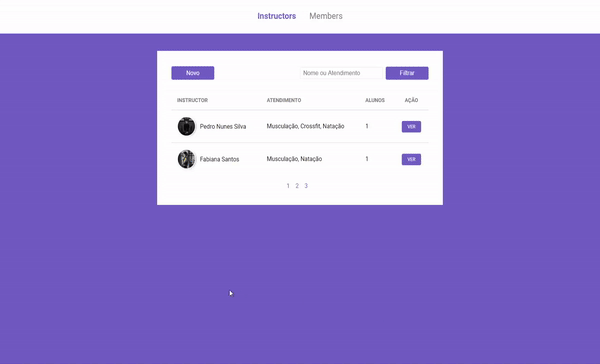 Instructors Members
Novo Nome ou Atendimento Filtrar
INSTRUCTOR ATENDIMENTO ALUNOS AÇÃO
Pedro Nunes Silva Musculação, Crossfit, Natação 1 VER
Fabiana Santos Musculação, Natação 1 VER
1 2 3